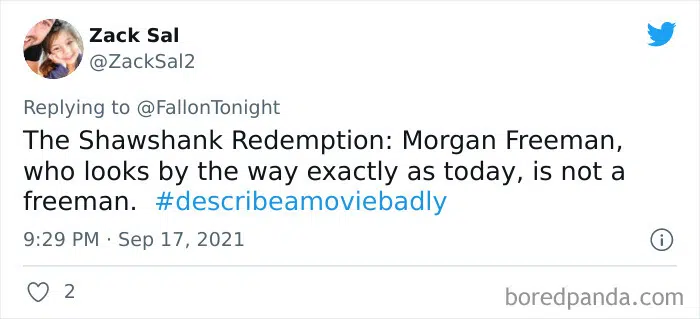 Zack Sal
@ZackSal2
Replying to @FallonTonight
The Shawshank Redemption: Morgan Freeman,
who looks by the way exactly as today, is not a
freeman. #describeamoviebadly
9:29 PM · Sep 17, 2021
2
boredpanda.com